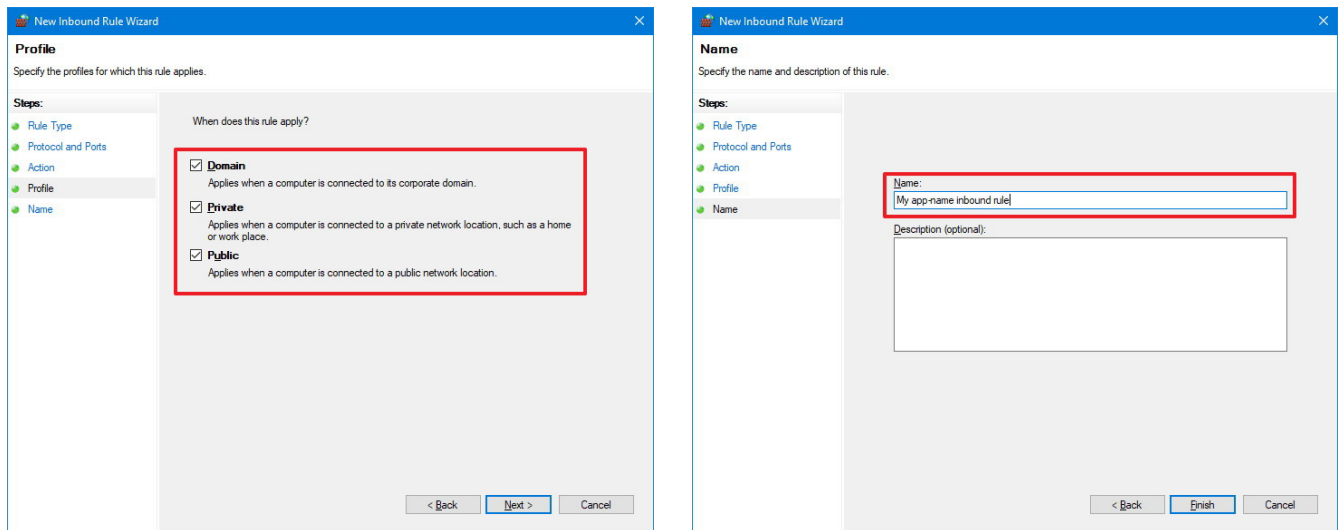 New Inbound Rule Wizard
Profile
Specify the profiles for which this rule applies.
Steps:
Rule Type
Protocol and Ports
Action
Profile
Name
When does this rule apply?
Domain
Applies when a computer is connected to its corporate domain.
Private
Applies when a computer is connected to a private network location, such as a home
or work place.
Public
Applies when a computer is connected to a public network location.
< Back
Next >
Cancel
New Inbound Rule Wizard
Name
Specify the name and description of this rule.
Steps:
Rule Type
Protocol and Ports
Action
Profile
Name
Name:
My app-name inbound rule
Description (optional):
< Back
Finish
Cancel